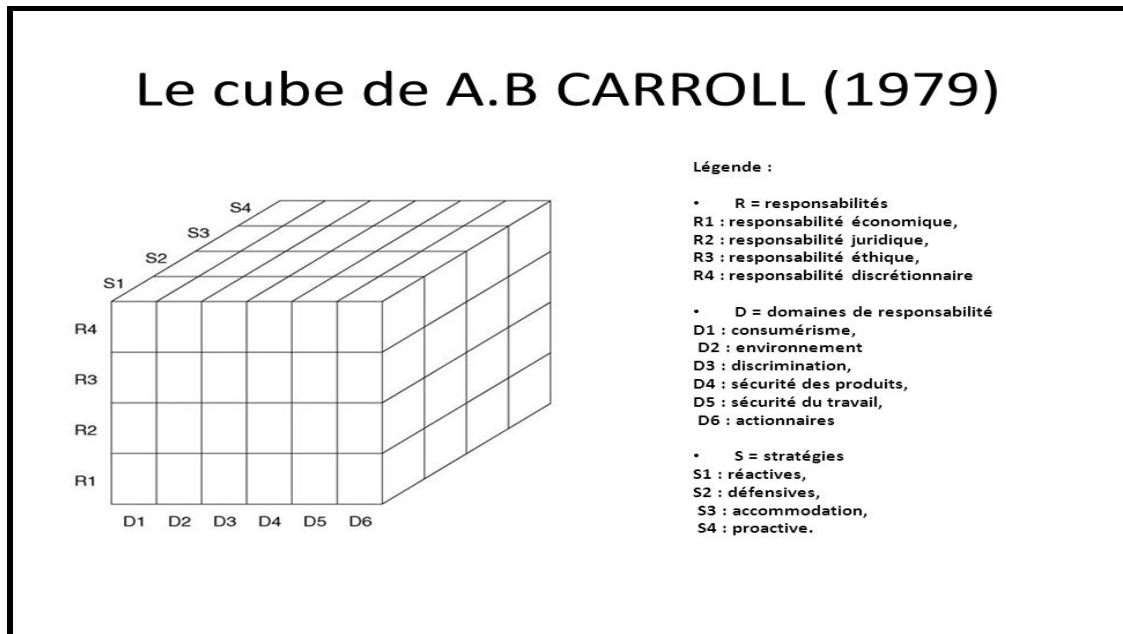 Le cube de A.B CARROLL (1979)
S4
S3
S2
S1
R4
R3
R2
R1
D1 D2 D3 D4 D5 D6
Légende :
• R = responsabilités
R1 : responsabilité économique,
R2 : responsabilité juridique,
R3 : responsabilité éthique,
R4 : responsabilité discrétionnaire
• D = domaines de responsabilité
D1 : consumérisme,
D2 : environnement
D3 : discrimination,
D4 : sécurité des produits,
D5 : sécurité du travail,
D6 : actionnaires
• S = stratégies
S1 : réactives,
S2 : défensives,
S3 : accommodation,
S4 : proactive.